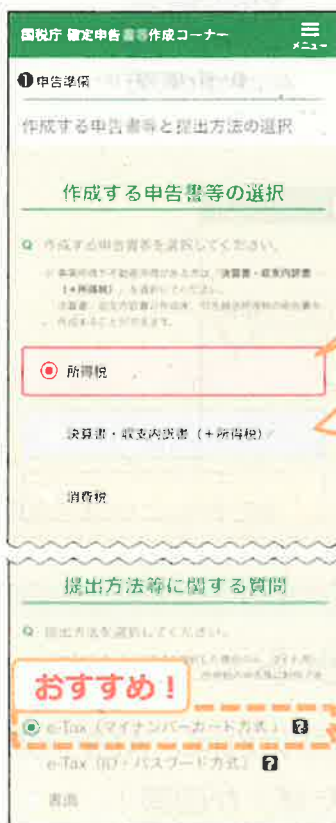 国税庁 確定申告書等作成コーナー
メニュー
❶申告準備
作成する申告書等と提出方法の選択
作成する申告書等の選択
Q 作成する申告書等を選択してください。
所得税
決算書・収支内訳書(+所得税)
消費税
提出方法等に関する質問
Q 提出方法を選択してください。
おすすめ!
e-Tax(マイナンバーカード方式)?
e-Tax(ID・パスワード方式)?
書面